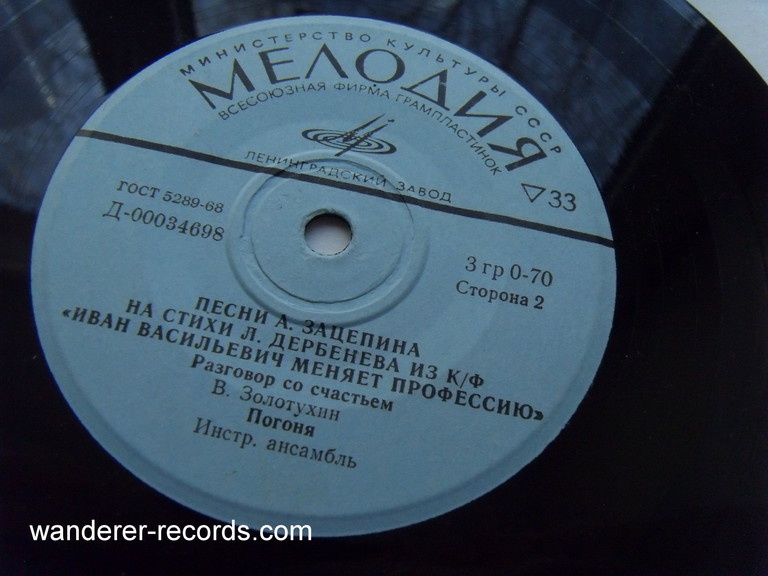 МИНИСТЕРСТВО КУЛЬТУРЫ СССР
МЕЛОДИЯ
ВСЕСОЮЗНАЯ ФИРМА ГРАМПЛАСТИНОК
ЛЕНИНГРАДСКИЙ ЗАВОД
▷33
ГОСТ 5289-68
Д-00034698
3 гр 0-70
Сторона 2
ПЕСНИ А. ЗАЦЕПИНА
НА СТИХИ Л. ДЕРБЕНЕВА ИЗ К/Ф
«ИВАН ВАСИЛЬЕВИЧ МЕНЯЕТ ПРОФЕССИЮ»
Разговор со счастьем
В. Золотухин
Погоня
Инстр. ансамбль
wanderer-records.com